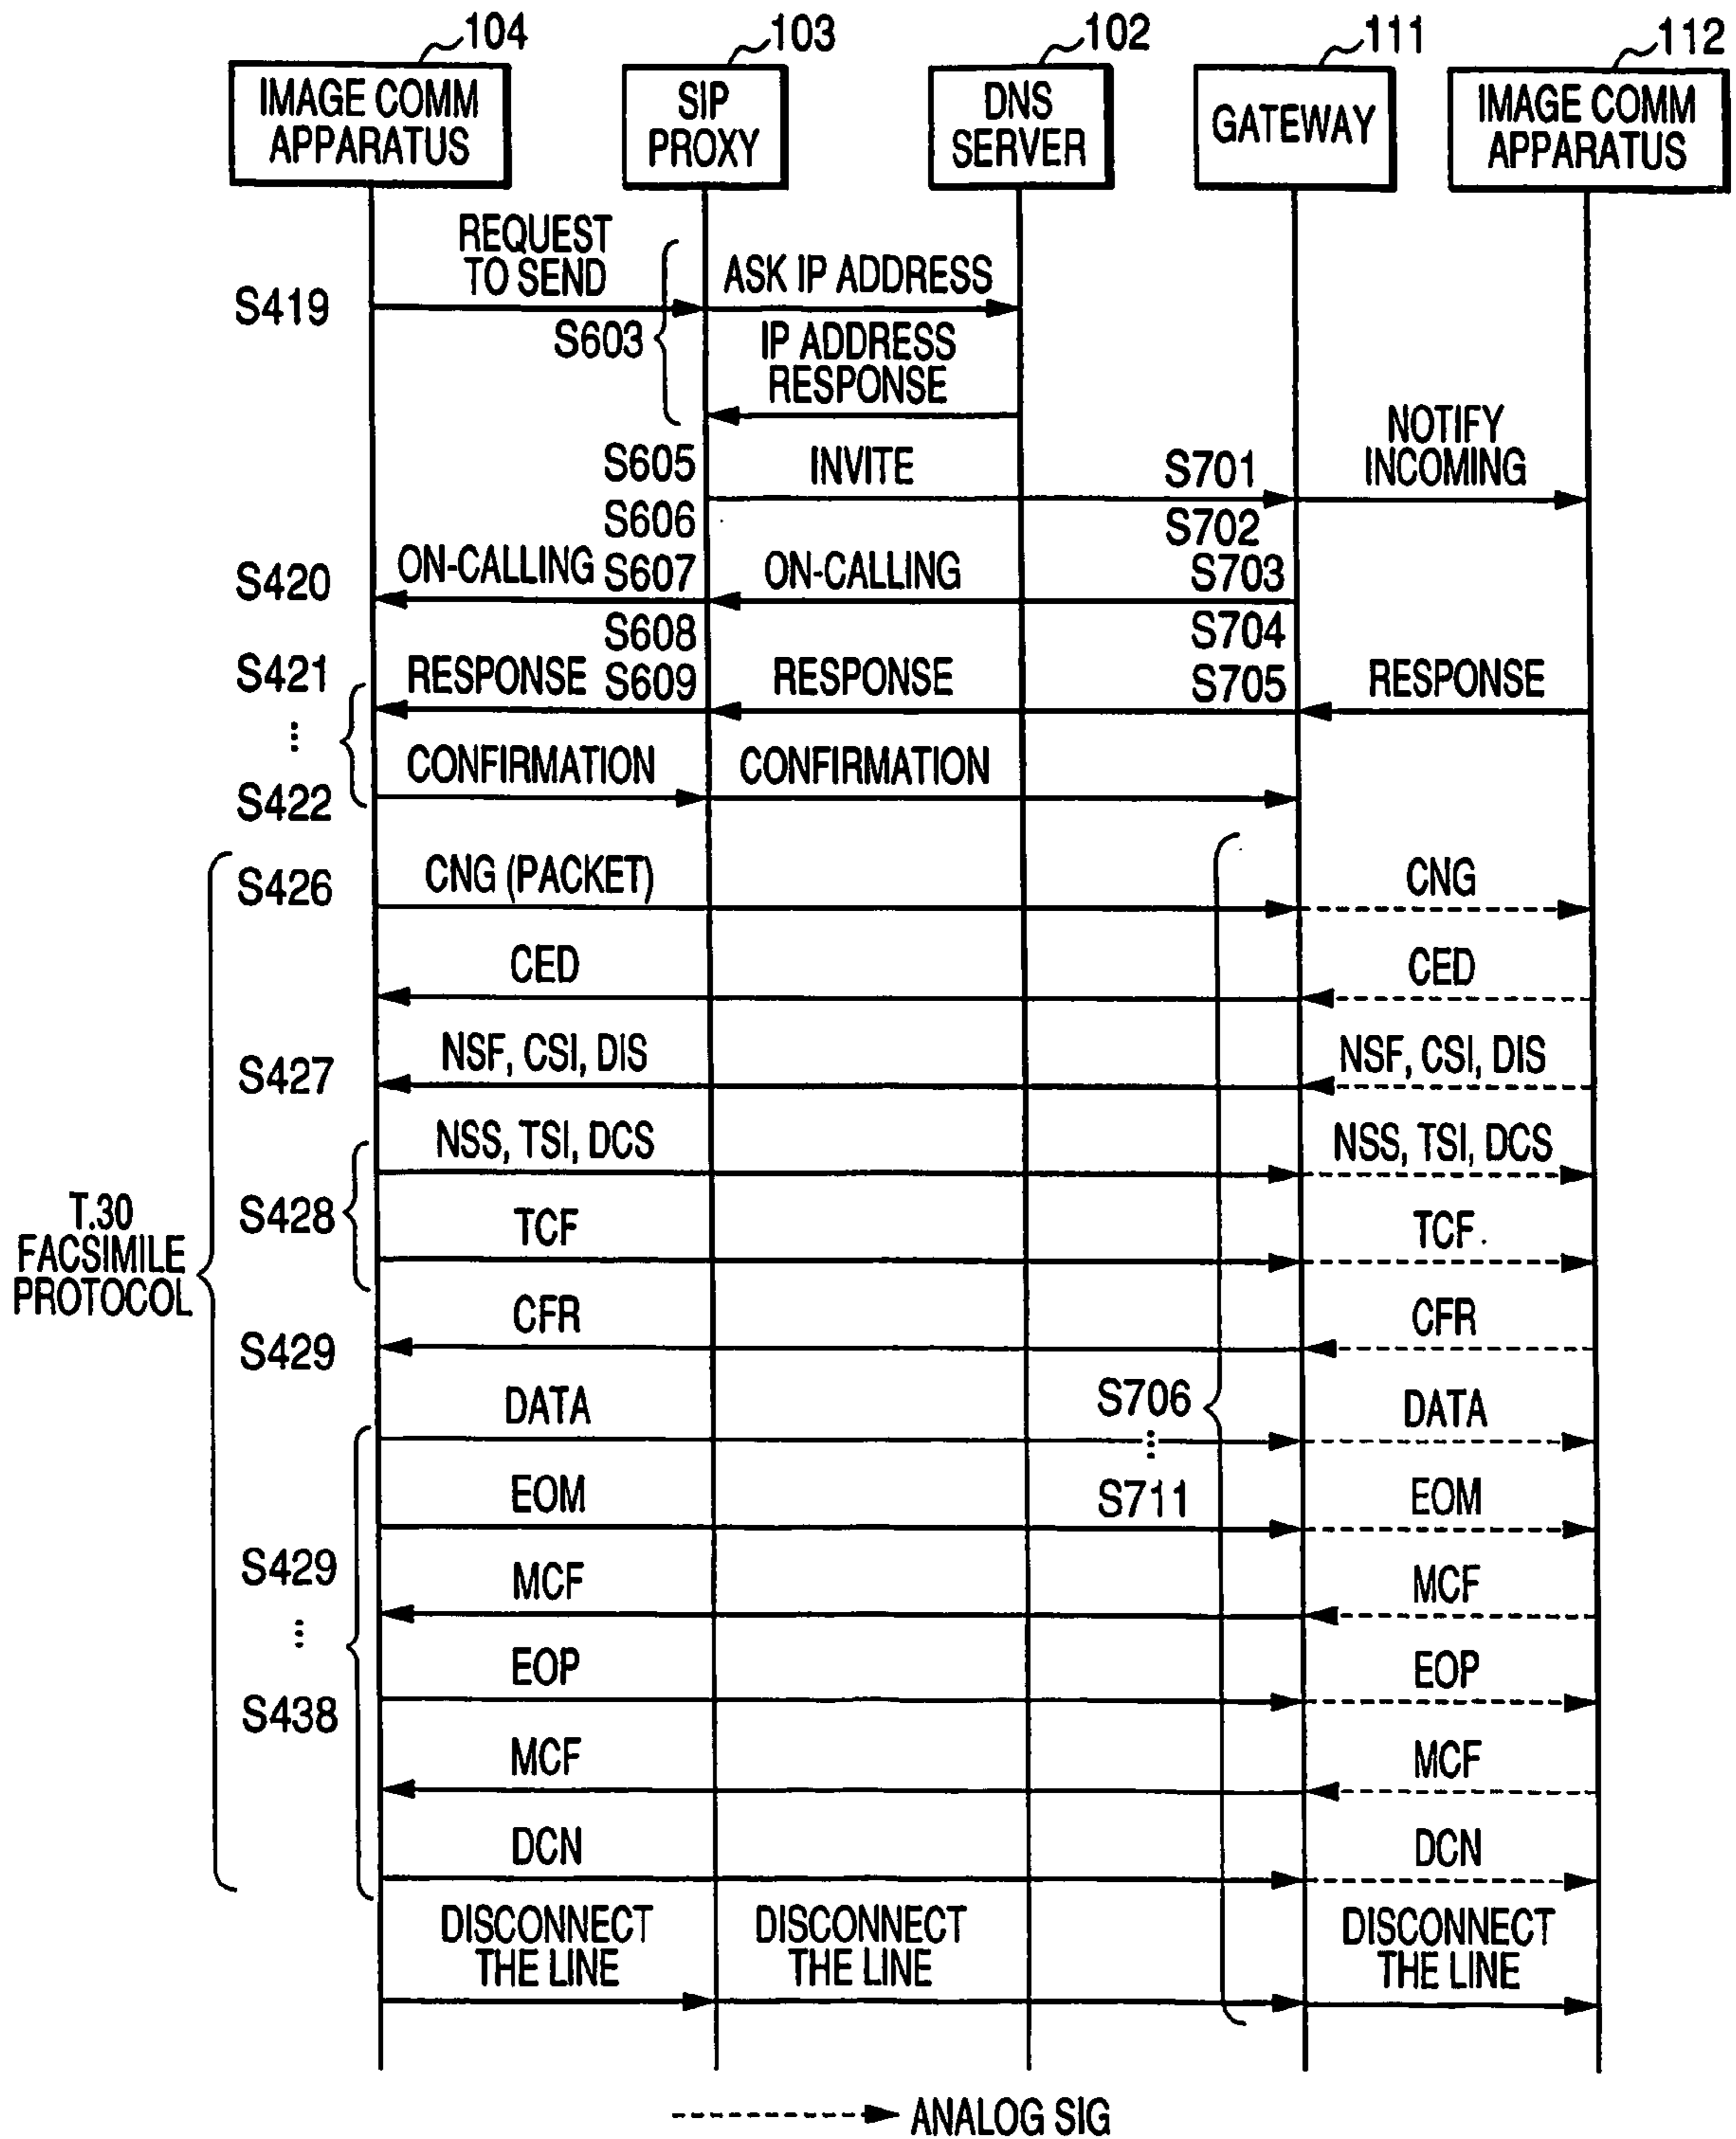 104
103
102
111
112
IMAGE COMM
APPARATUS
SIP
PROXY
DNS
SERVER
GATEWAY
IMAGE COMM
APPARATUS
REQUEST
TO SEND
ASK IP ADDRESS
S419
S603
IP ADDRESS
RESPONSE
NOTIFY
INCOMING
S605
INVITE
S701
S606
S702
S420
ON-CALLING
S607
ON-CALLING
S703
S608
S704
S421
RESPONSE
S609
RESPONSE
S705
RESPONSE
...
CONFIRMATION
CONFIRMATION
S422
S426
CNG (PACKET)
CNG
CED
CED
S427
NSF, CSI, DIS
NSF, CSI, DIS
NSS, TSI, DCS
NSS, TSI, DCS
S428
TCF
TCF
T.30
FACSIMILE
PROTOCOL
CFR
CFR
S429
DATA
S706
DATA
...
EOM
S711
EOM
S429
MCF
MCF
...
EOP
EOP
S438
MCF
MCF
DCN
DCN
DISCONNECT
THE LINE
DISCONNECT
THE LINE
DISCONNECT
THE LINE
ANALOG SIG